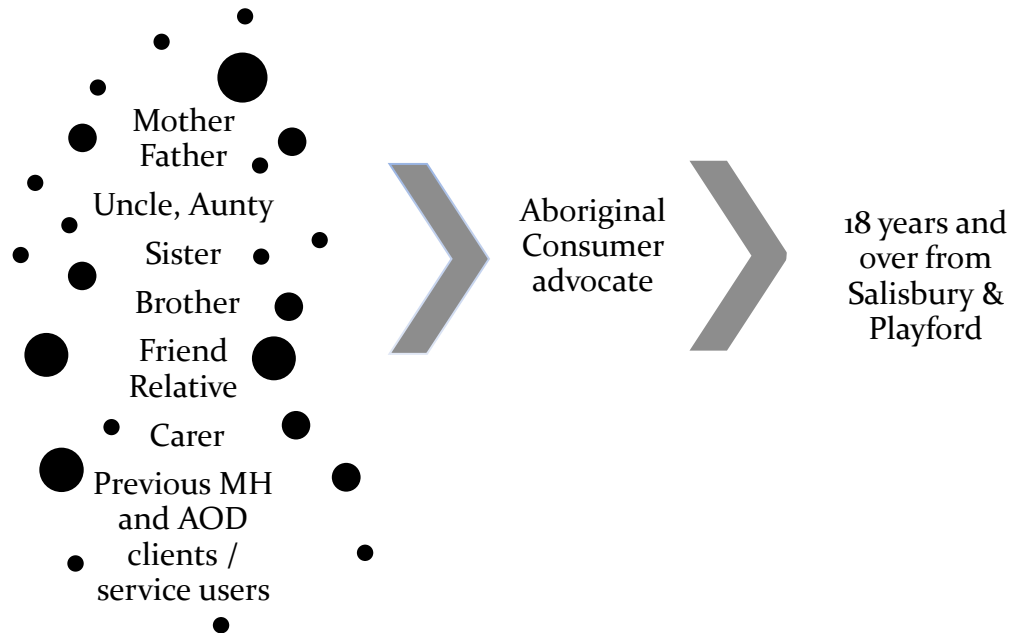 Mother
Father
Uncle, Aunty
Sister
Brother
Friend
Relative
Carer
Previous MH
and AOD
clients /
service users
Aboriginal
Consumer
advocate
18 years and
over from
Salisbury &
Playford